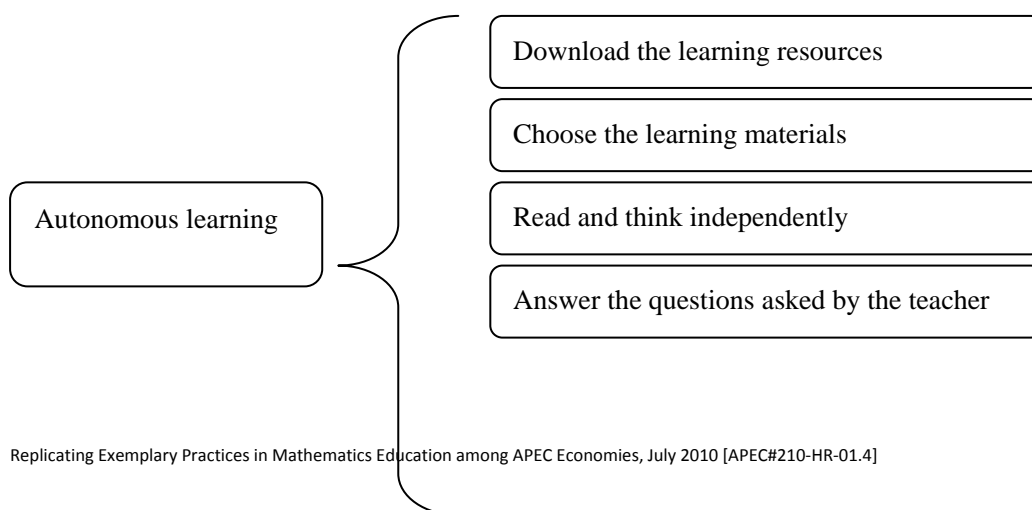 Download the learning resources
Choose the learning materials
Autonomous learning
Read and think independently
Answer the questions asked by the teacher
Replicating Exemplary Practices in Mathematics Education among APEC Economies, July 2010 [APEC#210-HR-01.4]